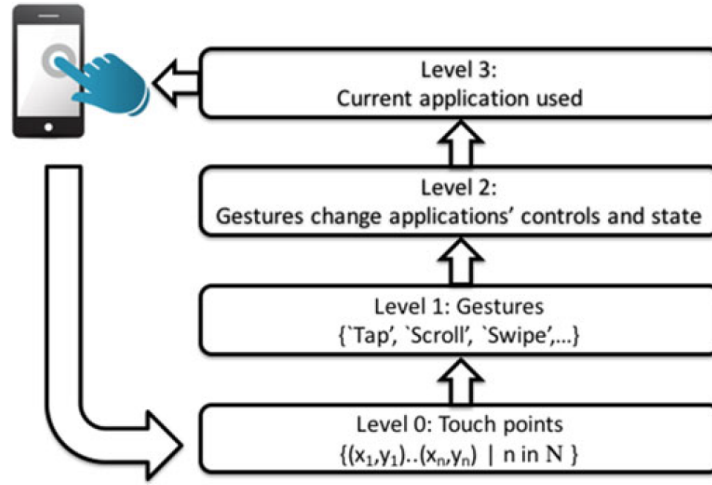 Level 3:
Current application used
Level 2:
Gestures change applications’ controls and state
Level 1: Gestures
{`Tap’, `Scroll’, `Swipe’,...}
Level 0: Touch points
{(x₁,y₁)..(xₙ,yₙ) | n in N }